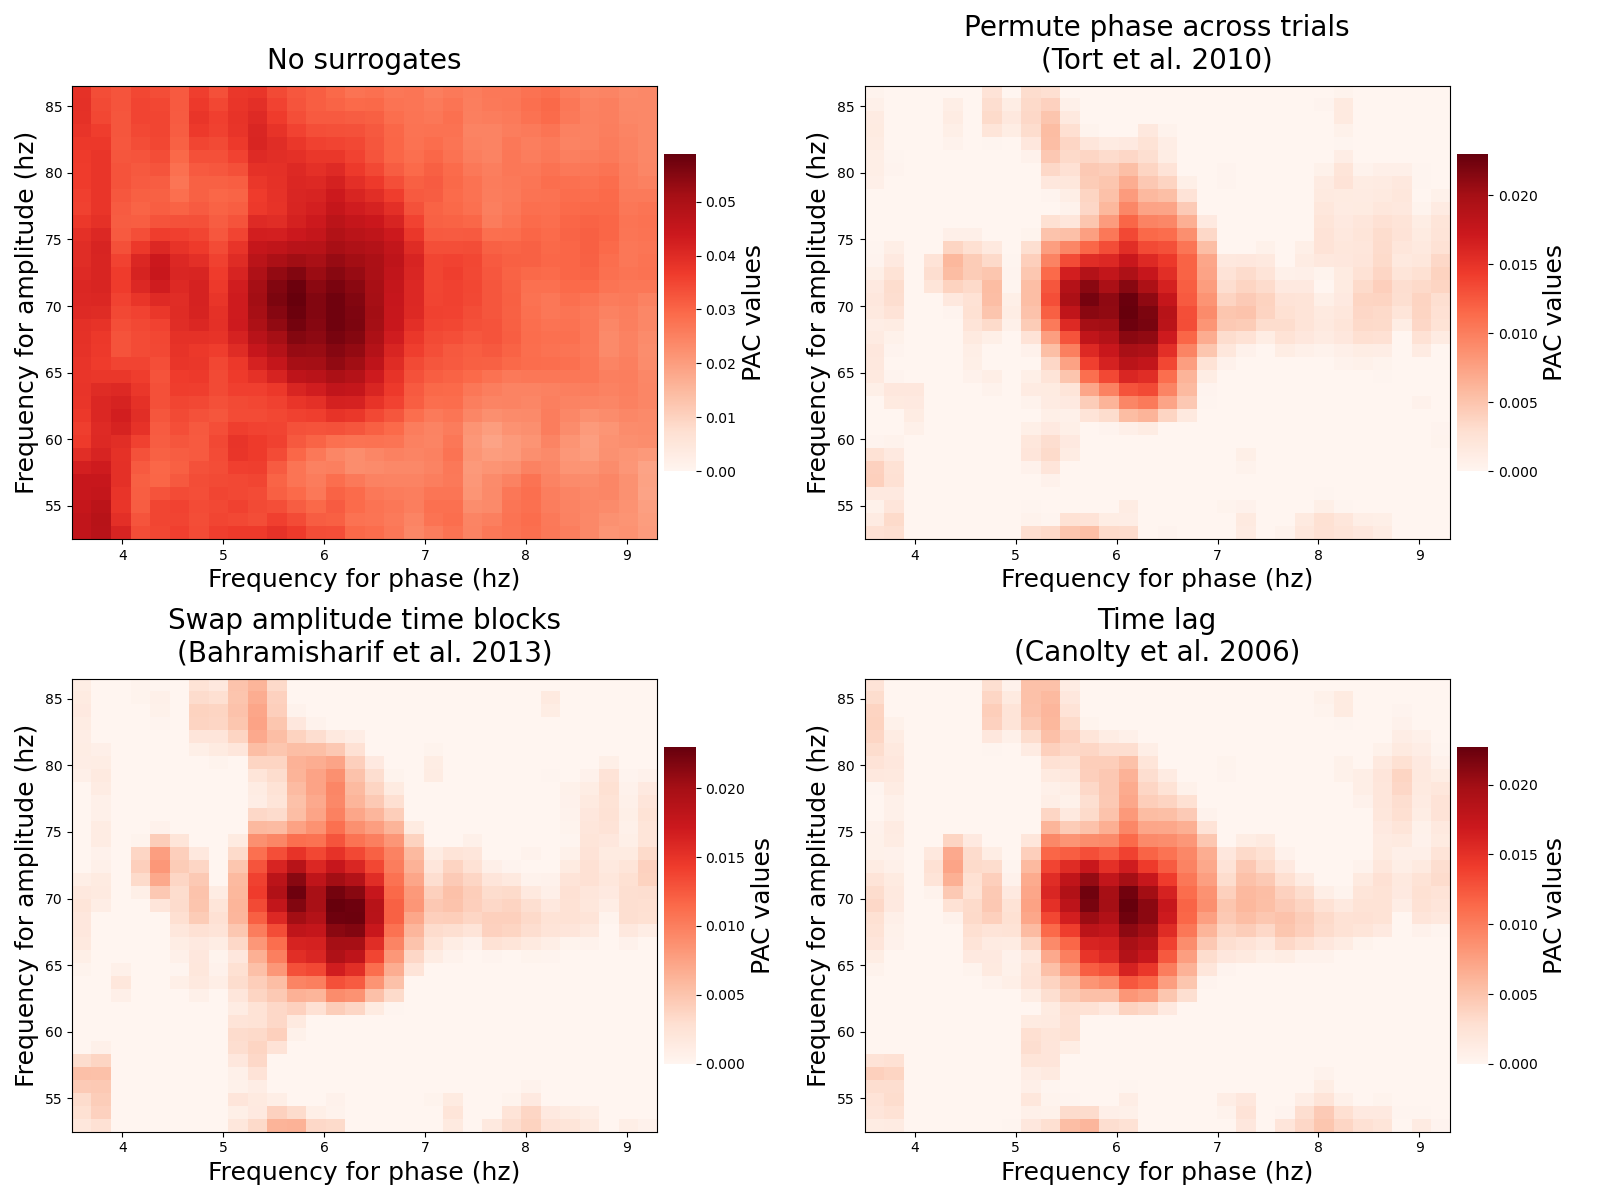 No surrogates
Frequency for amplitude (hz)
85
80
75
70
65
60
55
4 5 6 7 8 9
Frequency for phase (hz)
0.05
0.04
0.03
0.02
0.01
0.00
PAC values
Permute phase across trials
(Tort et al. 2010)
Frequency for amplitude (hz)
85
80
75
70
65
60
55
4 5 6 7 8 9
Frequency for phase (hz)
0.020
0.015
0.010
0.005
0.000
PAC values
Swap amplitude time blocks
(Bahramisharif et al. 2013)
Frequency for amplitude (hz)
85
80
75
70
65
60
55
4 5 6 7 8 9
Frequency for phase (hz)
0.020
0.015
0.010
0.005
0.000
PAC values
Time lag
(Canolty et al. 2006)
Frequency for amplitude (hz)
85
80
75
70
65
60
55
4 5 6 7 8 9
Frequency for phase (hz)
0.020
0.015
0.010
0.005
0.000
PAC values